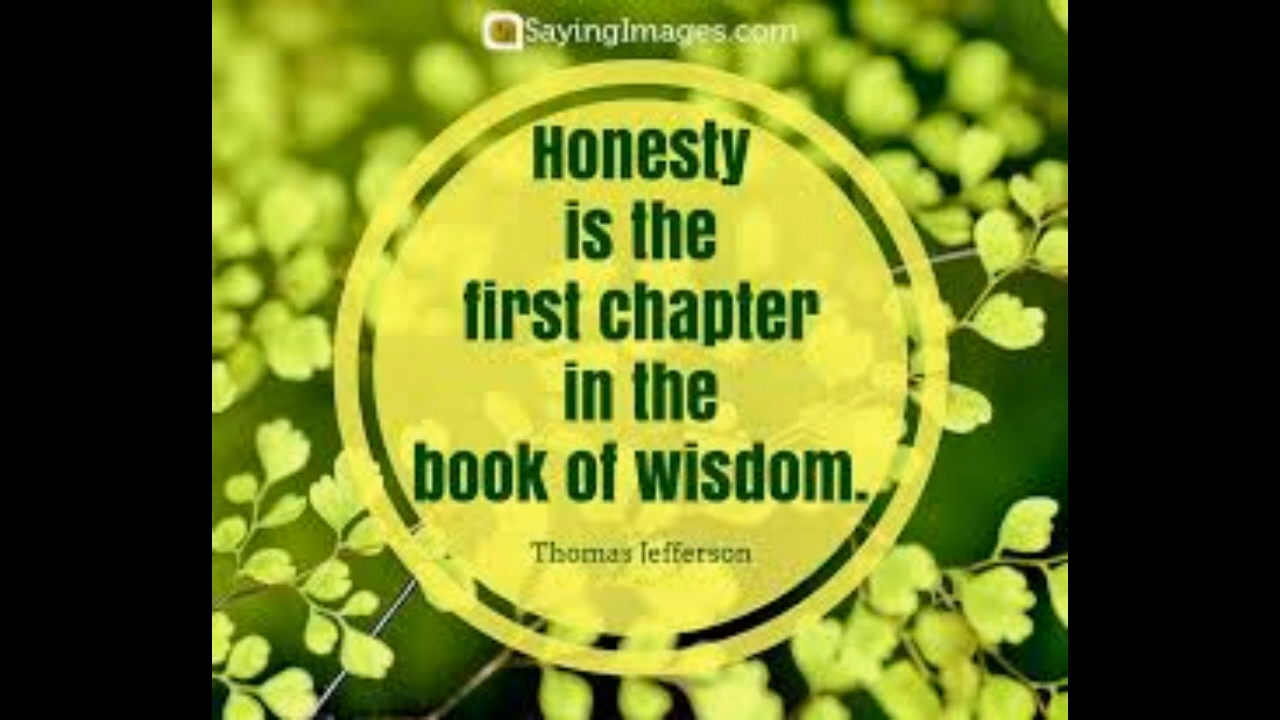 SayingImages.com
Honesty
is the
first chapter
in the
book of wisdom.
Thomas Jefferson